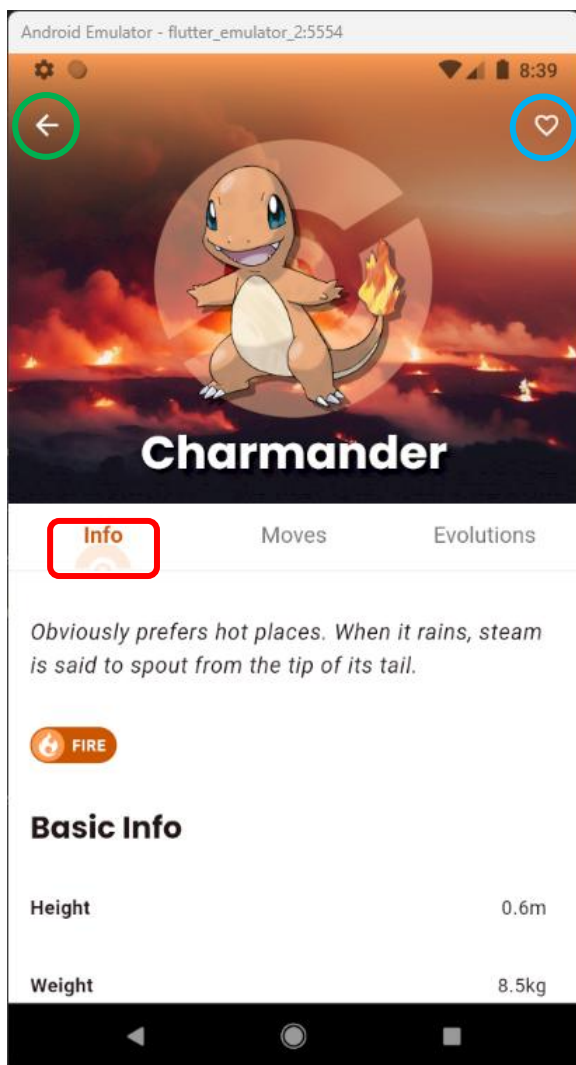 Android Emulator - flutter_emulator_2:5554
8:39
Charmander
Info Moves Evolutions
Obviously prefers hot places. When it rains, steam
is said to spout from the tip of its tail.
FIRE
Basic Info
Height 0.6m
Weight 8.5kg